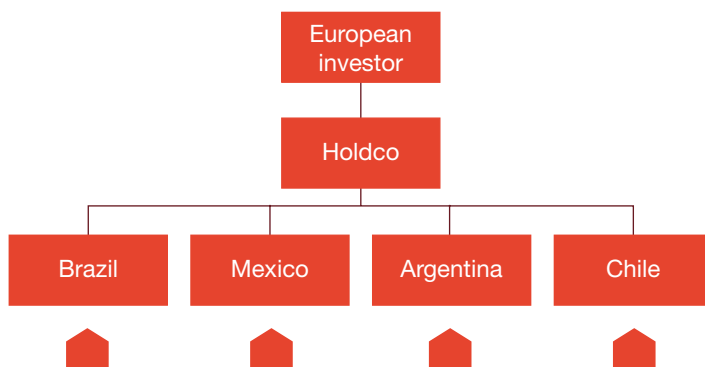 European
investor
Holdco
Brazil
Mexico
Argentina
Chile